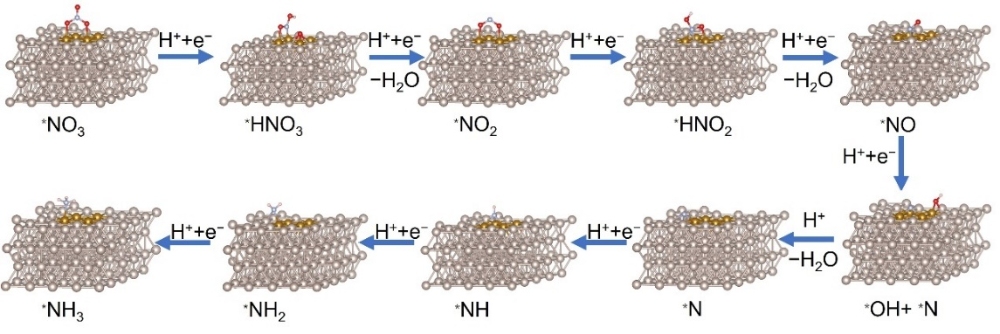 H⁺+e⁻ H⁺+e⁻ H⁺+e⁻ H⁺+e⁻
−H₂O −H₂O
*NO₃ *HNO₃ *NO₂ *HNO₂ *NO
H⁺+e⁻
H⁺+e⁻ H⁺+e⁻ H⁺+e⁻ H⁺
−H₂O
*NH₃ *NH₂ *NH *N *OH+ *N